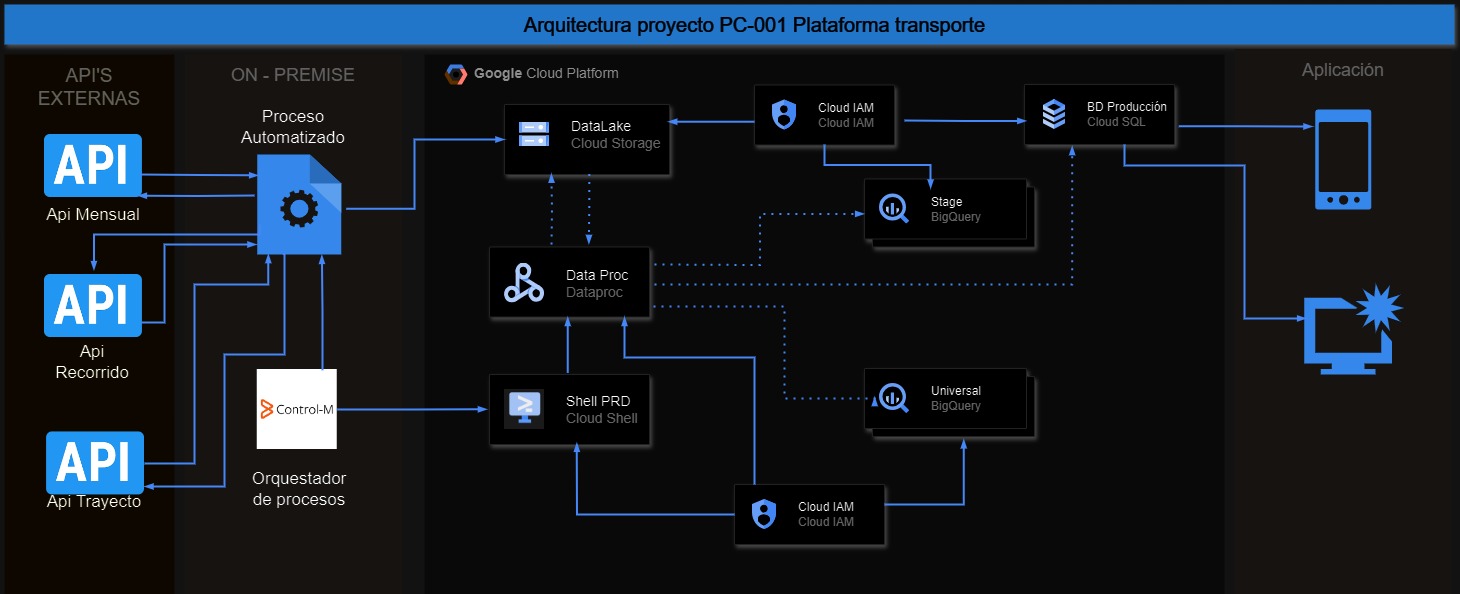 Arquitectura proyecto PC-001 Plataforma transporte
API'S
EXTERNAS
API
Api Mensual
API
Api
Recorrido
API
Api Trayecto
ON - PREMISE
Proceso
Automatizado
Control-M
Orquestador
de procesos
Google Cloud Platform
DataLake
Cloud Storage
Cloud IAM
Cloud IAM
BD Producción
Cloud SQL
Stage
BigQuery
Data Proc
Dataproc
Shell PRD
Cloud Shell
Universal
BigQuery
Cloud IAM
Cloud IAM
Aplicación